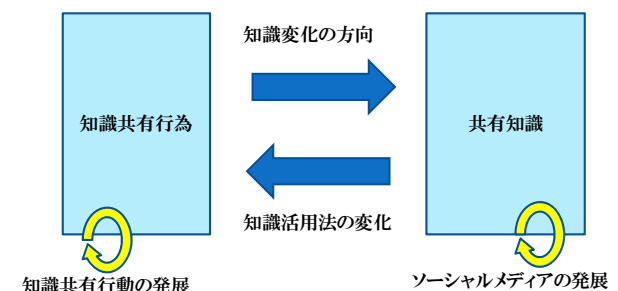 知識変化の方向
知識共有行為
共有知識
知識活用法の変化
知識共有行動の発展
ソーシャルメディアの発展